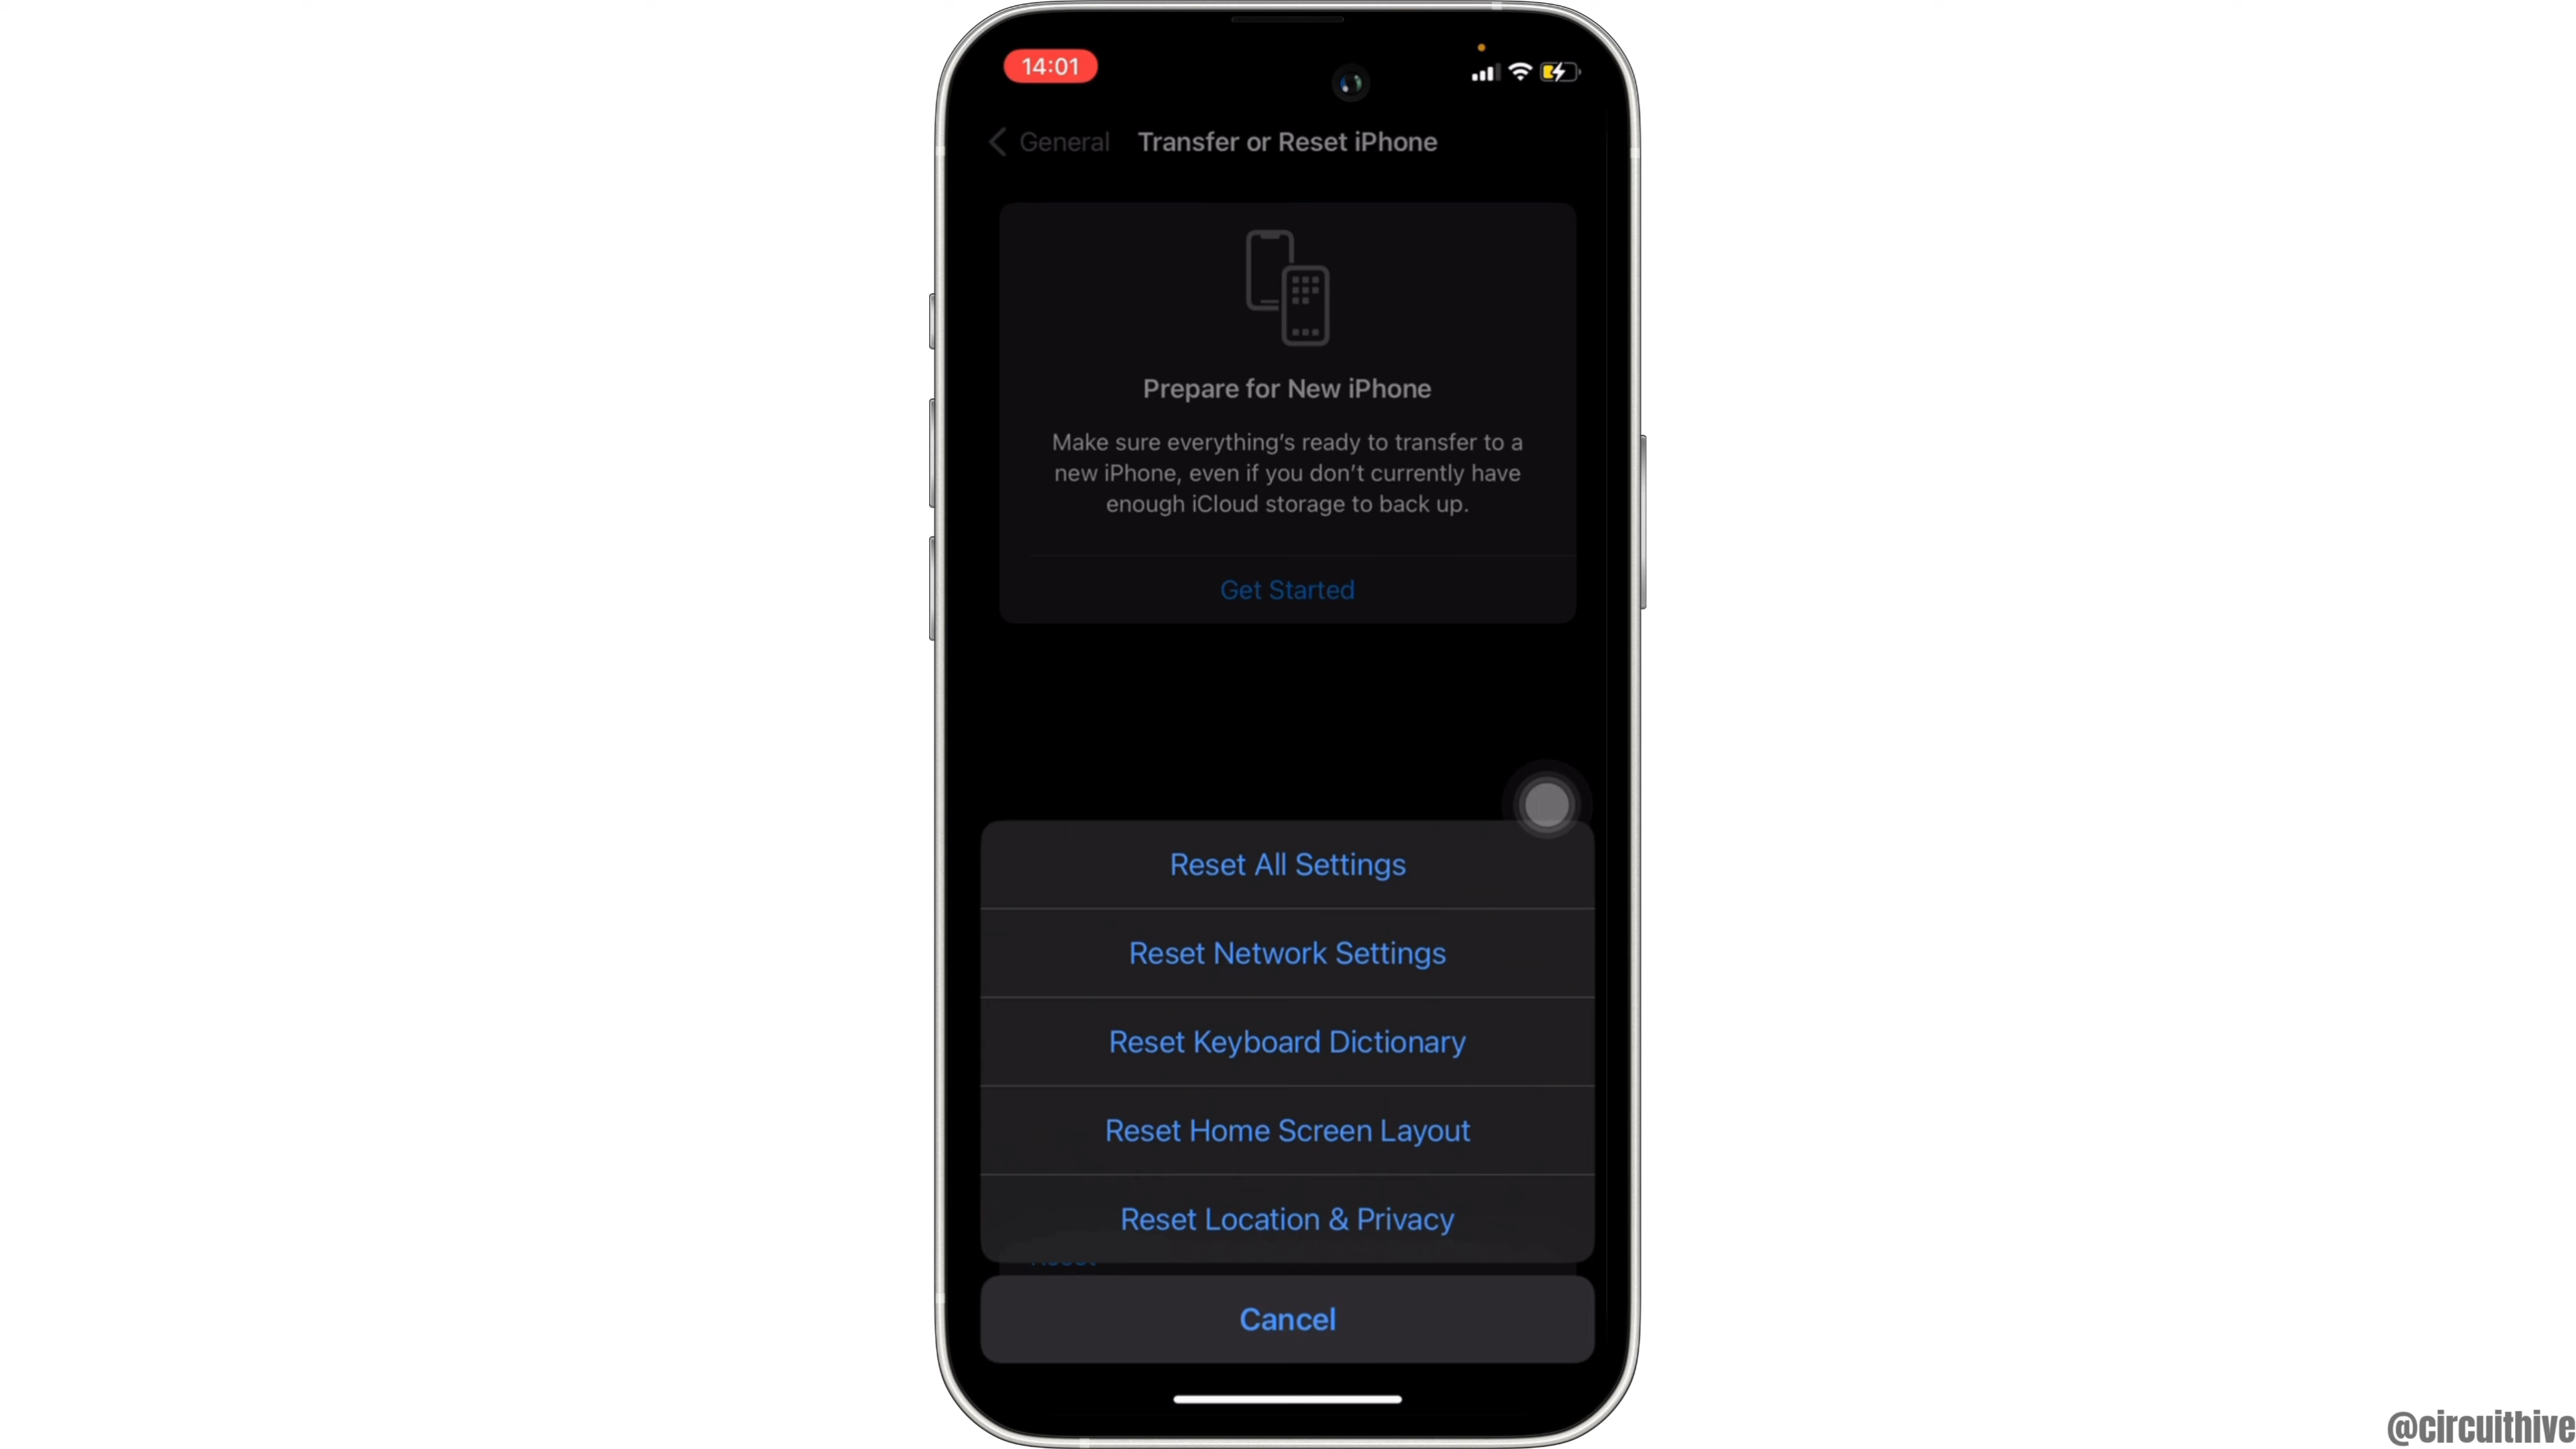 14:01
General
Transfer or Reset iPhone
Prepare for New iPhone
Make sure everything's ready to transfer to a
new iPhone, even if you don't currently have
enough iCloud storage to back up.
Get Started
Reset All Settings
Reset Network Settings
Reset Keyboard Dictionary
Reset Home Screen Layout
Reset Location & Privacy
Reset
Cancel
@circuithive